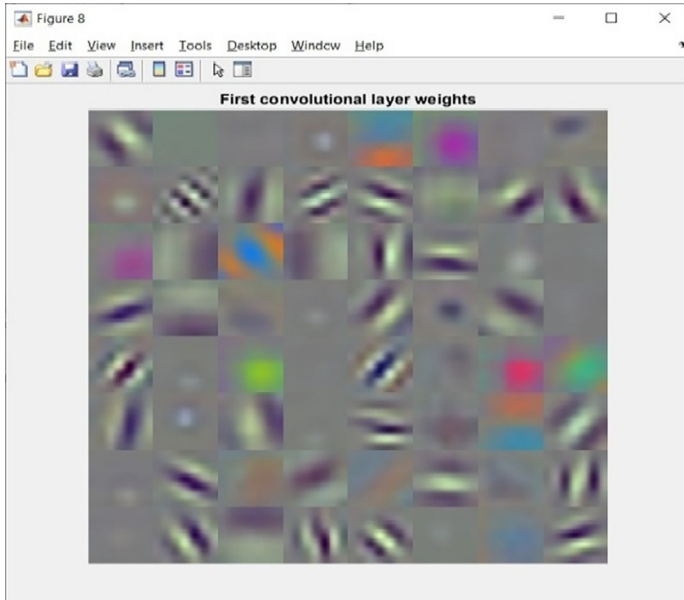 Figure 8
File Edit View Insert Tools Desktop Window Help
First convolutional layer weights